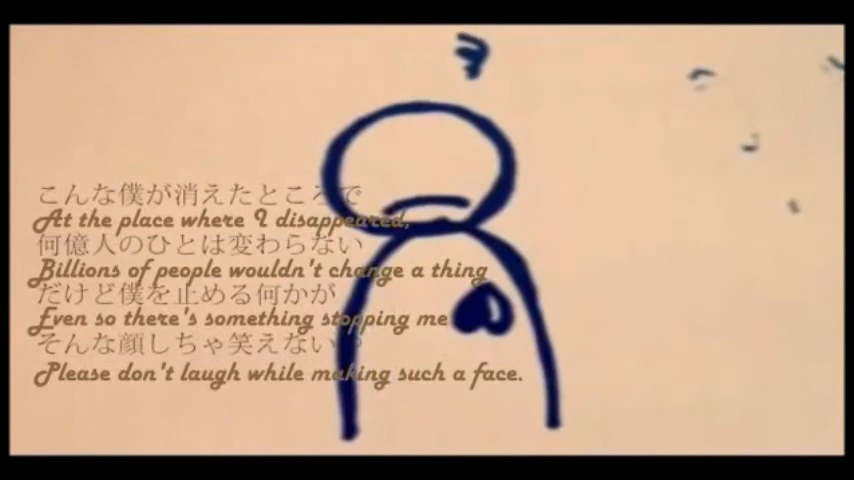 こんな僕が消えたところで
At the place where I disappeared,
何億人のひとは変わらない
Billions of people wouldn't change a thing
だけど僕を止める何かが
Even so there's something stopping me
そんな顔しちゃ笑えない
Please don't laugh while making such a face.